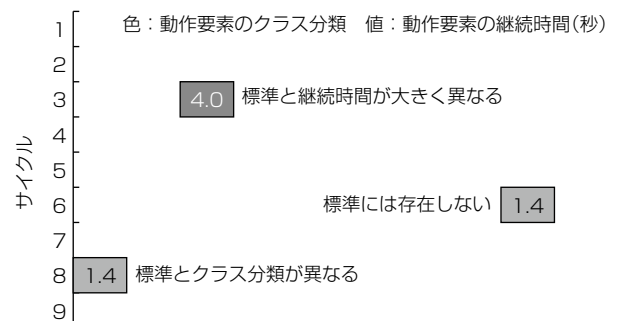 色：動作要素のクラス分類　値：動作要素の継続時間(秒)
サイクル
1
2
3
4.0 標準と継続時間が大きく異なる
4
5
6
標準には存在しない 1.4
7
8
1.4 標準とクラス分類が異なる
9